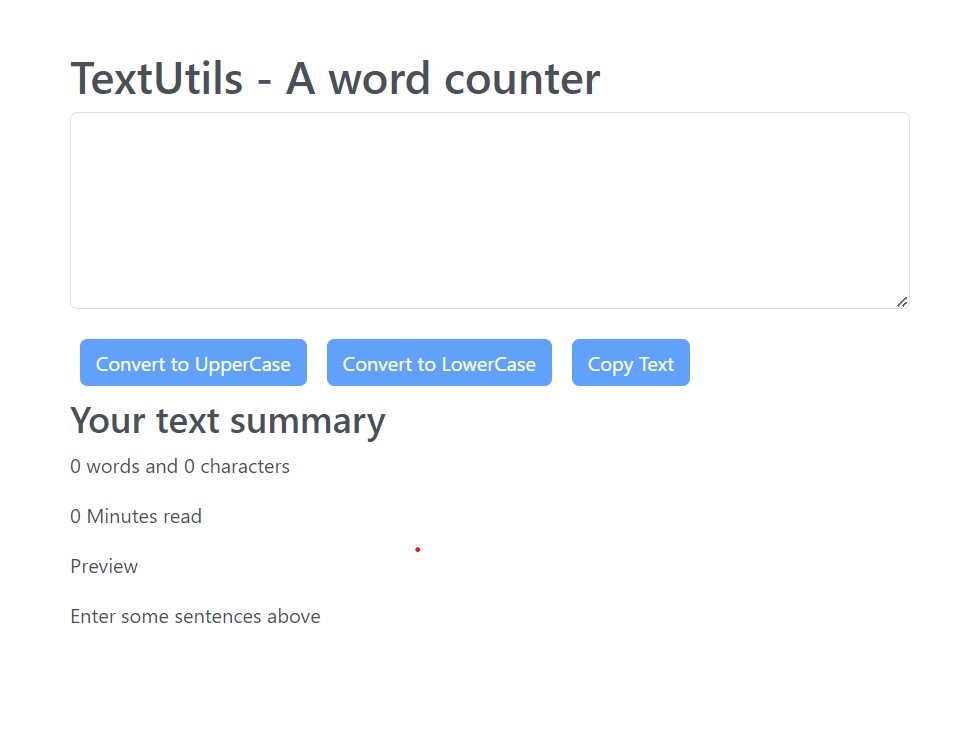 TextUtils - A word counter
Convert to UpperCase Convert to LowerCase Copy Text
Your text summary
0 words and 0 characters
0 Minutes read
Preview
Enter some sentences above